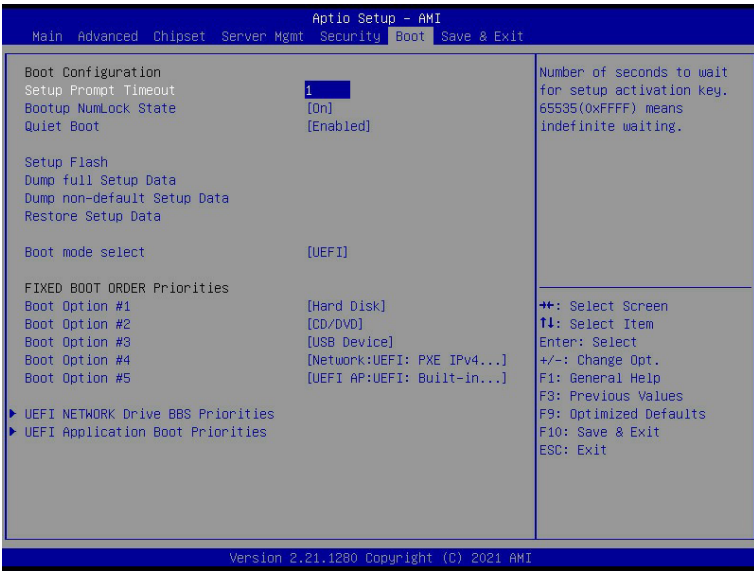 Aptio Setup – AMI
Main Advanced Chipset Server Mgmt Security Boot Save & Exit
Boot Configuration
Setup Prompt Timeout 1
Bootup NumLock State [On]
Quiet Boot [Enabled]
Setup Flash
Dump full Setup Data
Dump non-default Setup Data
Restore Setup Data
Boot mode select [UEFI]
FIXED BOOT ORDER Priorities
Boot Option #1 [Hard Disk]
Boot Option #2 [CD/DVD]
Boot Option #3 [USB Device]
Boot Option #4 [Network:UEFI: PXE IPv4...]
Boot Option #5 [UEFI AP:UEFI: Built-in...]
▶ UEFI NETWORK Drive BBS Priorities
▶ UEFI Application Boot Priorities
Number of seconds to wait
for setup activation key.
65535(0xFFFF) means
indefinite waiting.
→←: Select Screen
↑↓: Select Item
Enter: Select
+/-: Change Opt.
F1: General Help
F3: Previous Values
F9: Optimized Defaults
F10: Save & Exit
ESC: Exit
Version 2.21.1280 Copyright (C) 2021 AMI